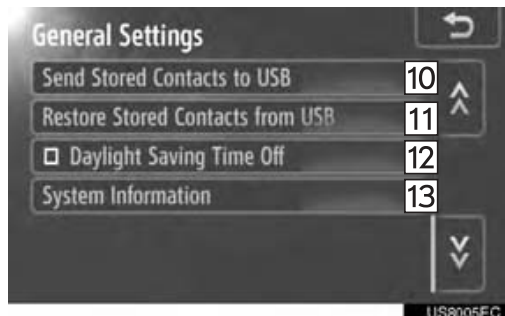 General Settings
Send Stored Contacts to USB 10
Restore Stored Contacts from USB 11
Daylight Saving Time Off 12
System Information 13
US8005EC